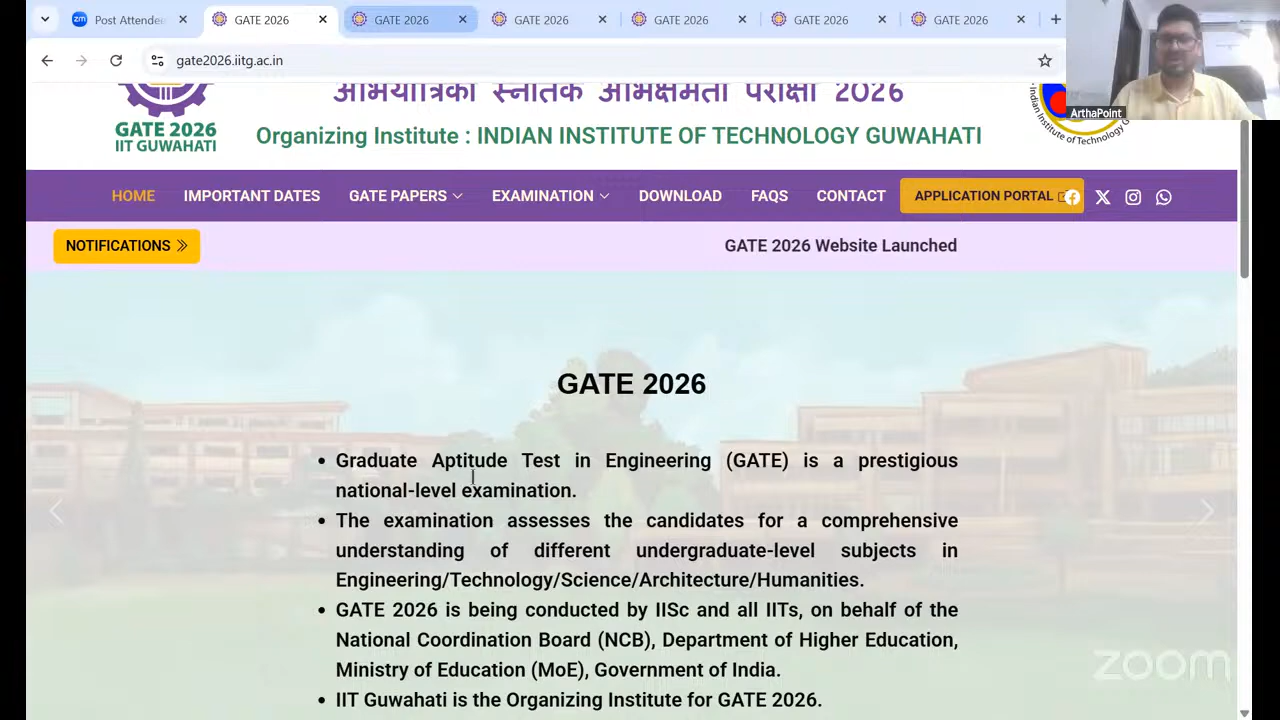 Post Attendee
GATE 2026
GATE 2026
GATE 2026
GATE 2026
GATE 2026
GATE 2026
gate2026.iitg.ac.in
ArthaPoint
GATE 2026
IIT GUWAHATI
अभियांत्रिकी स्नातक अभिक्षमता परीक्षा 2026
Organizing Institute : INDIAN INSTITUTE OF TECHNOLOGY GUWAHATI
Indian Institute of Technology G
HOME IMPORTANT DATES GATE PAPERS EXAMINATION DOWNLOAD FAQS CONTACT APPLICATION PORTAL
NOTIFICATIONS
GATE 2026 Website Launched
GATE 2026
• Graduate Aptitude Test in Engineering (GATE) is a prestigious
national-level examination.
• The examination assesses the candidates for a comprehensive
understanding of different undergraduate-level subjects in
Engineering/Technology/Science/Architecture/Humanities.
• GATE 2026 is being conducted by IISc and all IITs, on behalf of the
National Coordination Board (NCB), Department of Higher Education,
Ministry of Education (MoE), Government of India.
• IIT Guwahati is the Organizing Institute for GATE 2026.
zoom